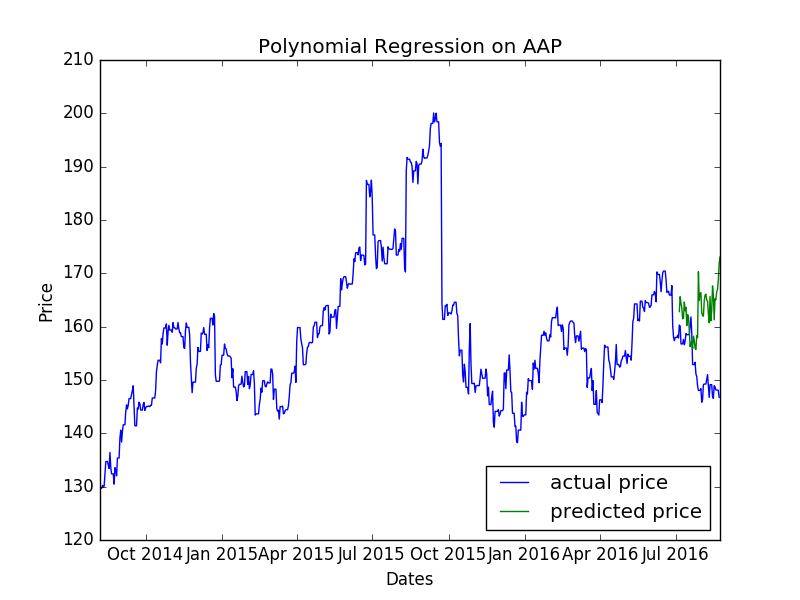 Polynomial Regression on AAP
210
200
190
180
170
160
150
140
130
120
Price
Oct 2014 Jan 2015 Apr 2015 Jul 2015 Oct 2015 Jan 2016 Apr 2016 Jul 2016
Dates
actual price
predicted price